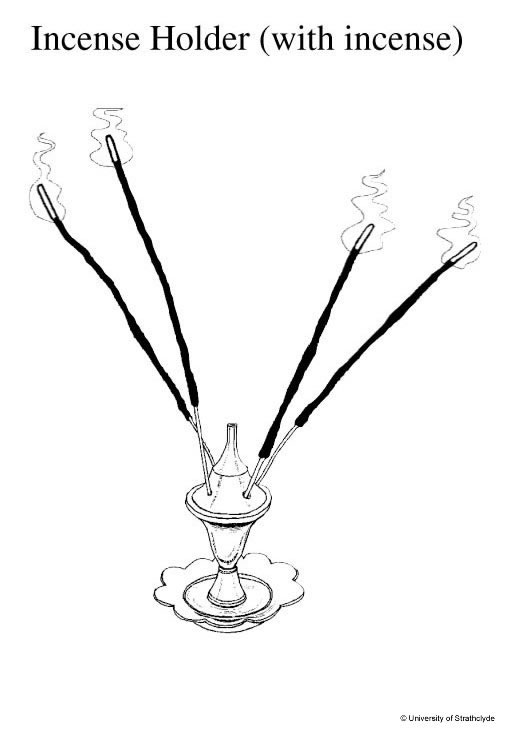 Incense Holder (with incense)
© University of Strathclyde